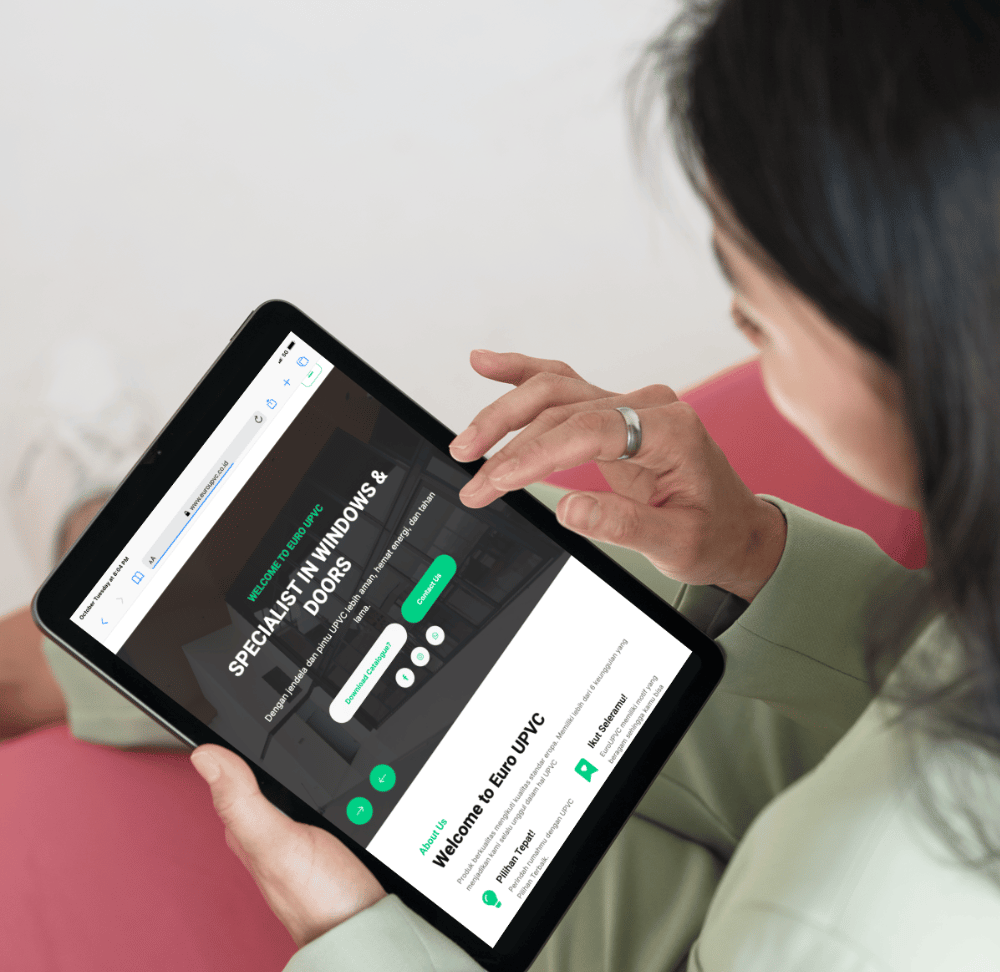 October Tuesday at 6:04 PM
5G
AA
www.euroupvc.co.id
WELCOME TO EURO UPVC
SPECIALIST IN WINDOWS &
DOORS
Dengan jendela dan pintu UPVC lebih aman, hemat energi, dan tahan
lama.
Download Catalogue?
Contact Us
About Us
Welcome to Euro UPVC
Produk berkualitas mengikuti kualitas standar eropa. Memiliki lebih dari 6 keunggulan yang
menjadikan kami selalu unggul dalam hal UPVC
Pilihan Tepat!
Perindah rumahmu dengan UPVC
Pilihan Terbaik.
Ikut Seleramu!
EuroUPVC memiliki motif yang
beragam sehingga kamu bisa